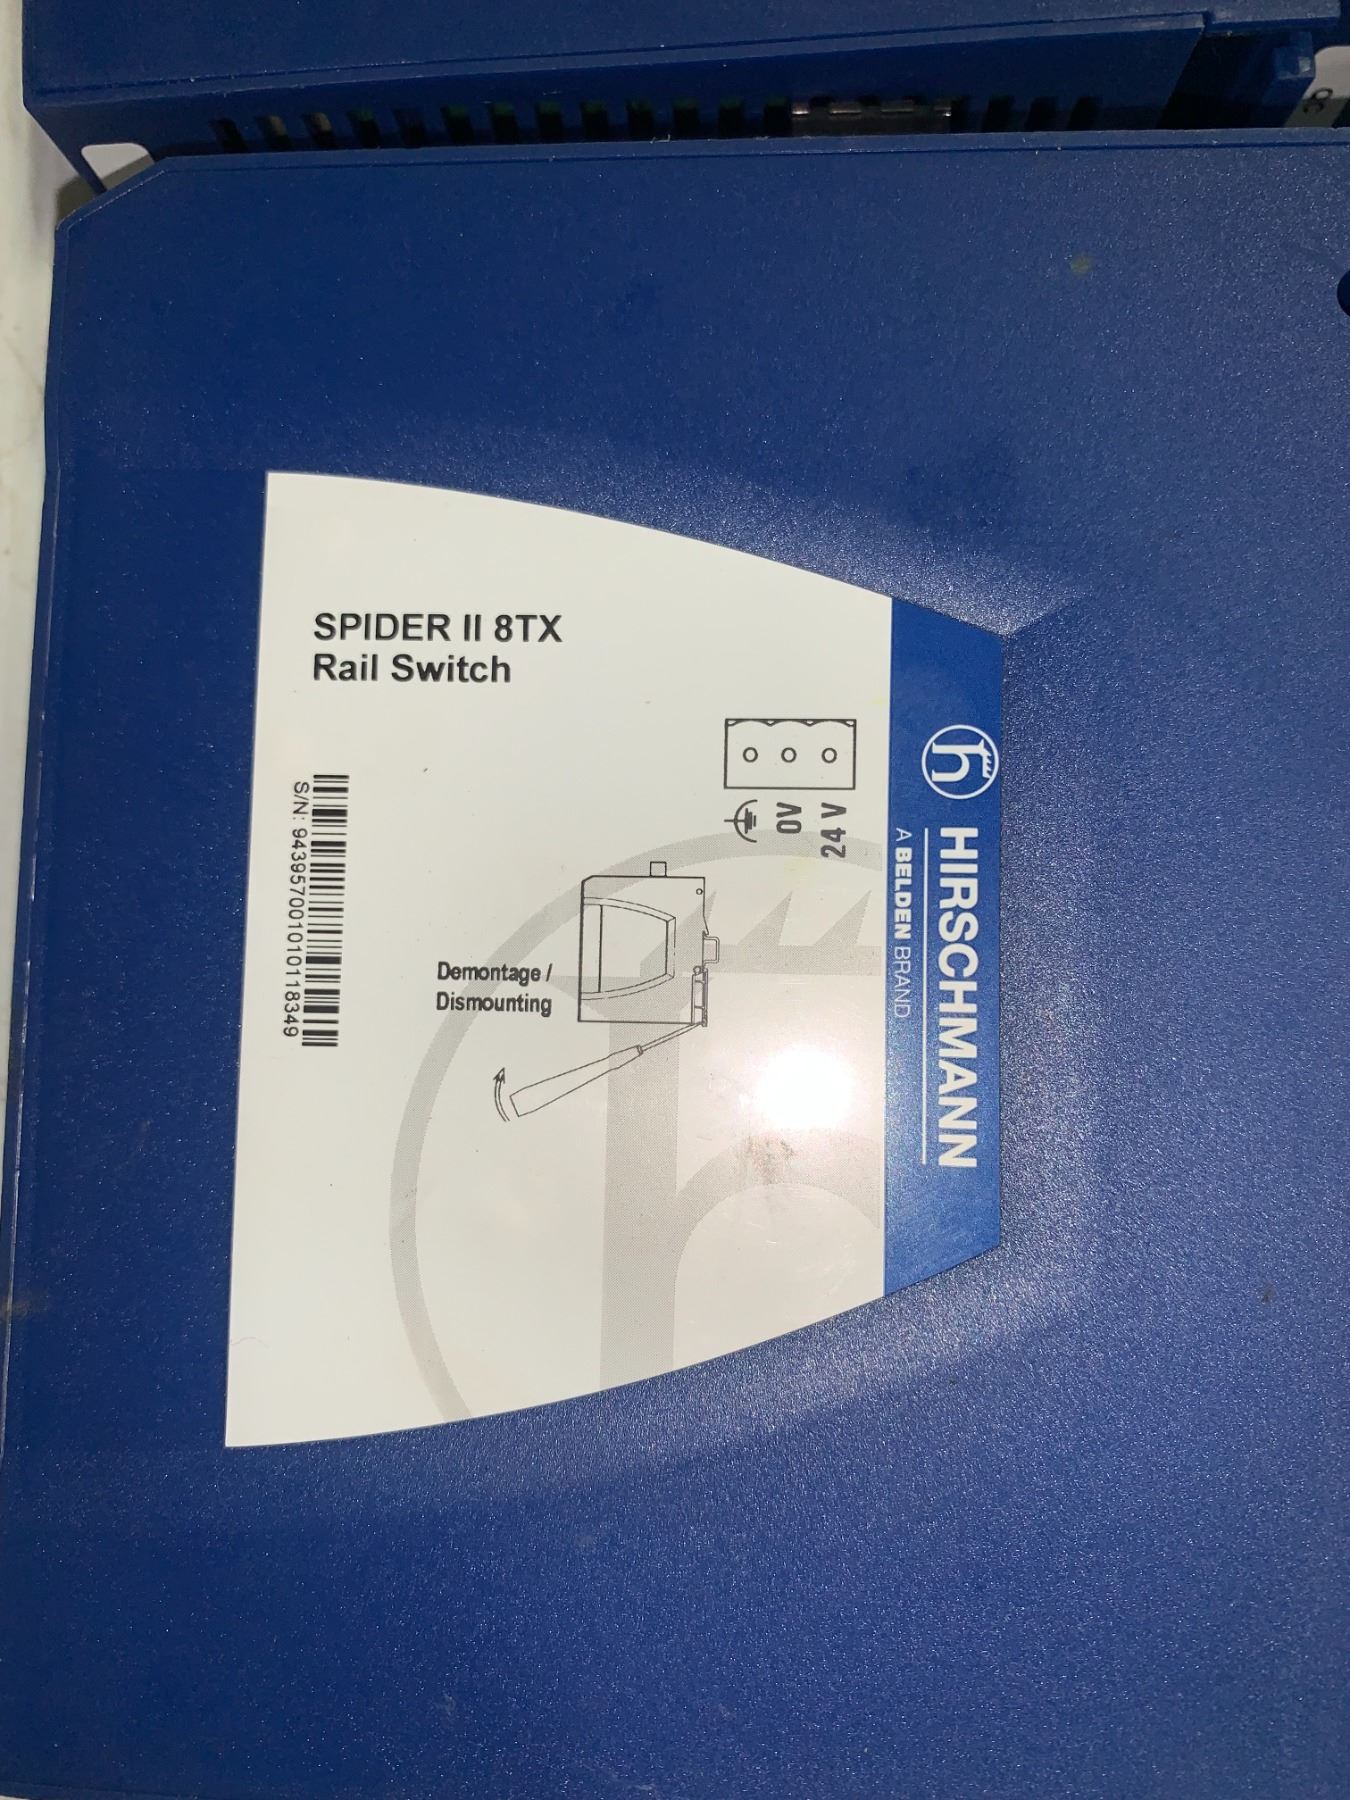 SPIDER II 8TX
Rail Switch
24 V
0V
S/N: 943957001010118349
Demontage /
Dismounting
HIRSCHMANN
A BELDEN BRAND